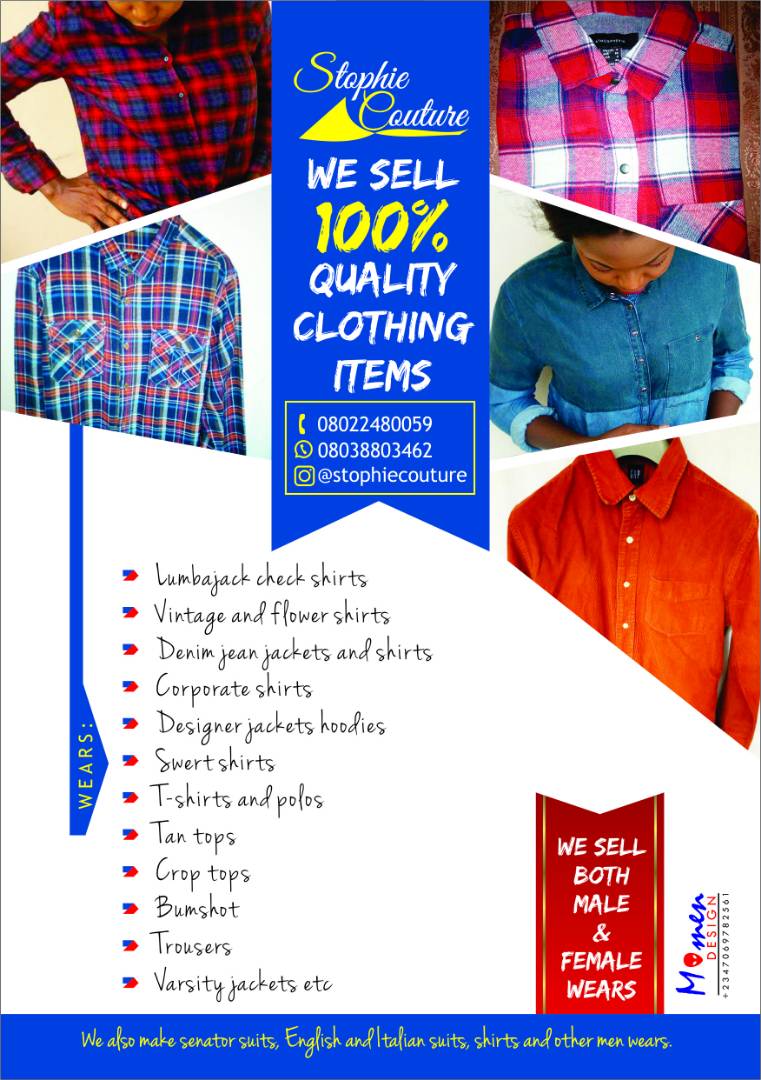 Stophie
Couture
WE SELL
100%
QUALITY
CLOTHING
ITEMS
08022480059
08038803462
@stophiecouture
WEARS:
Lumbajack check shirts
Vintage and flower shirts
Denim jean jackets and shirts
Corporate shirts
Designer jackets hoodies
Swert shirts
T-shirts and polos
Tan tops
Crop tops
Bumshot
Trousers
Varsity jackets etc
WE SELL
BOTH
MALE
&
FEMALE
WEARS
DESIGN
+2347069782561
We also make senator suits, English and Italian suits, shirts and other men wears.
GAP